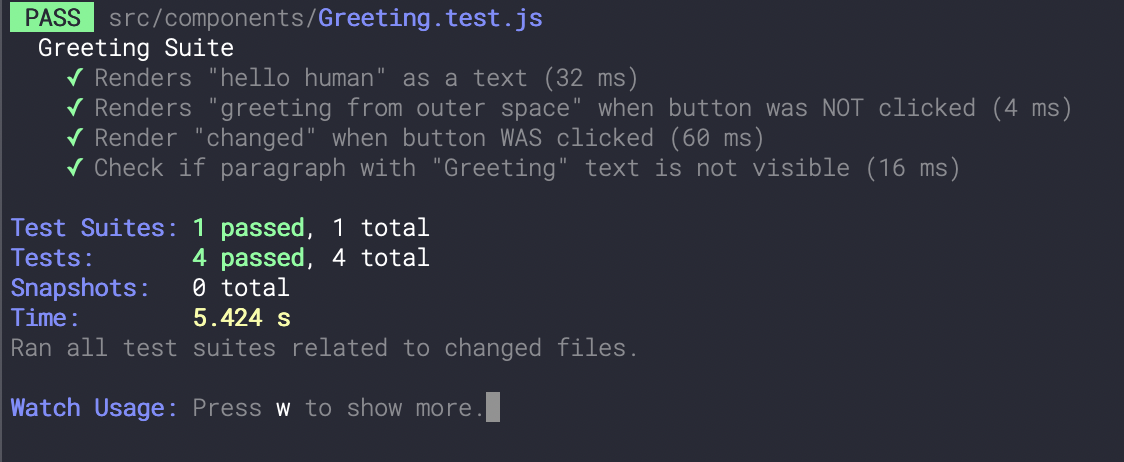 PASS src/components/Greeting.test.js
Greeting Suite
✓ Renders "hello human" as a text (32 ms)
✓ Renders "greeting from outer space" when button was NOT clicked (4 ms)
✓ Render "changed" when button WAS clicked (60 ms)
✓ Check if paragraph with "Greeting" text is not visible (16 ms)
Test Suites: 1 passed, 1 total
Tests: 4 passed, 4 total
Snapshots: 0 total
Time: 5.424 s
Ran all test suites related to changed files.
Watch Usage: Press w to show more.